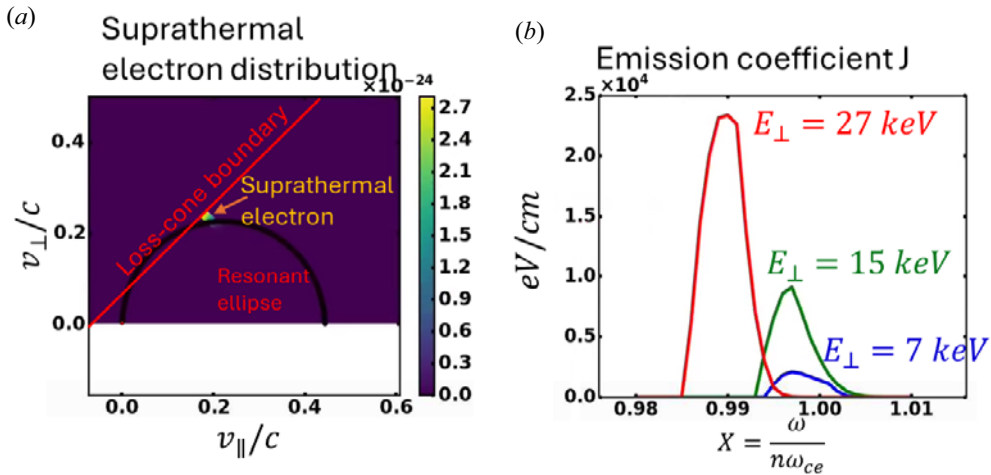 (a)
Suprathermal
electron distribution
×10⁻²⁴
2.7
2.4
2.1
1.8
1.5
1.2
0.9
0.6
0.3
0.0
0.4
0.2
0.0
v⊥/c
0.0 0.2 0.4 0.6
v∥/c
Loss-cone boundary
Suprathermal
electron
Resonant
ellipse
(b)
Emission coefficient J
×10⁴
2.5
2.0
1.5
1.0
0.5
0.0
eV/cm
E⊥ = 27 keV
E⊥ = 15 keV
E⊥ = 7 keV
0.98 0.99 1.00 1.01
X = ω/nω_ce